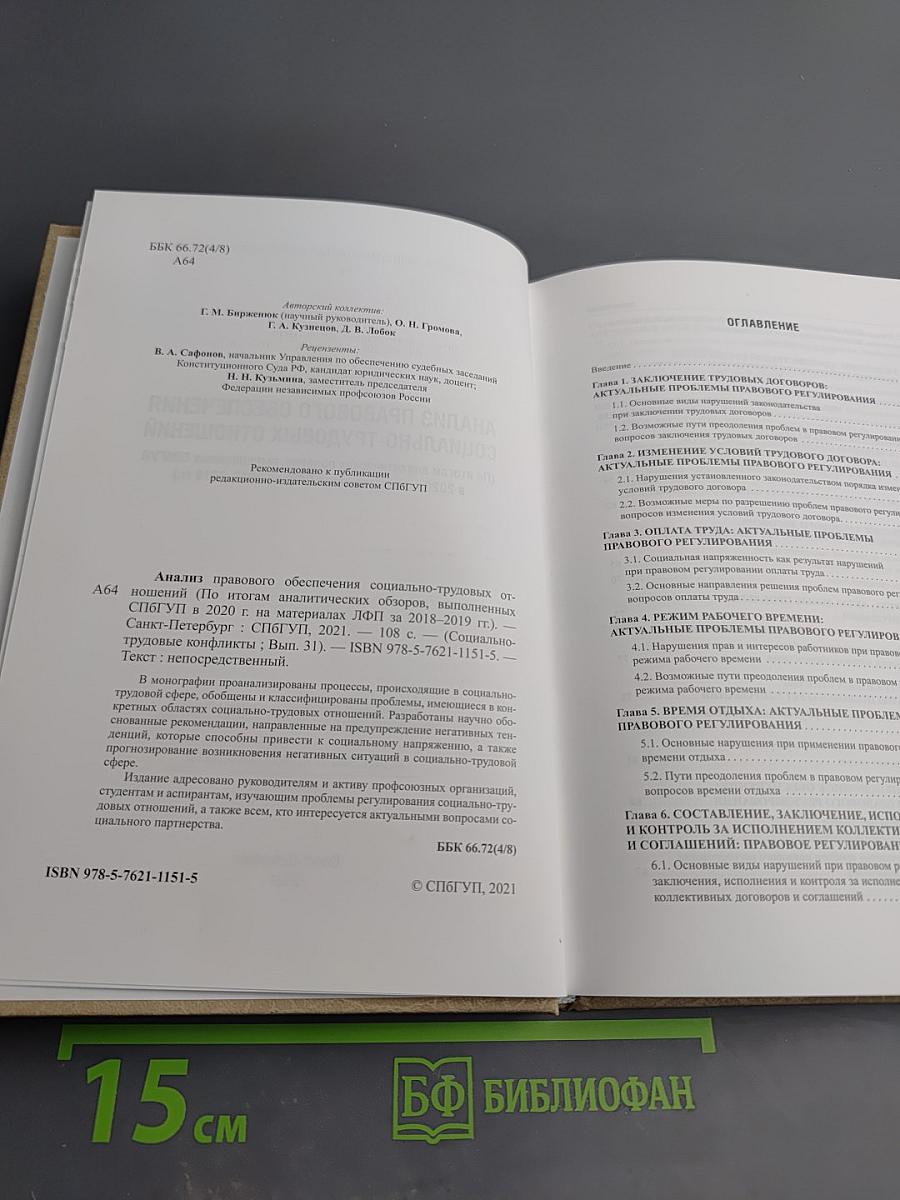 ББК 66.72(4/8)
А64
Авторский коллектив:
Г. М. Бирженюк (научный руководитель), О. Н. Громова,
Г. А. Кузнецов, Д. В. Лобок
Рецензенты:
В. А. Сафонов, начальник Управления по обеспечению судебных заседаний
Конституционного Суда РФ, кандидат юридических наук, доцент;
Н. Н. Кузьмина, заместитель председателя
Федерации независимых профсоюзов России
Рекомендовано к публикации
редакционно-издательским советом СПбГУП
Анализ правового обеспечения социально-трудовых от-
А64 ношений (По итогам аналитических обзоров, выполненных
СПбГУП в 2020 г. на материалах ЛФП за 2018–2019 гг.). —
Санкт-Петербург : СПбГУП, 2021. — 108 с. — (Социально-
трудовые конфликты ; Вып. 31). — ISBN 978-5-7621-1151-5. —
Текст : непосредственный.
В монографии проанализированы процессы, происходящие в социально-
трудовой сфере, обобщены и классифицированы проблемы, имеющиеся в кон-
кретных областях социально-трудовых отношений. Разработаны научно обо-
снованные рекомендации, направленные на предупреждение негативных тен-
денций, которые способны привести к социальному напряжению, а также
прогнозирование возникновения негативных ситуаций в социально-трудовой
сфере.
Издание адресовано руководителям и активу профсоюзных организаций,
студентам и аспирантам, изучающим проблемы регулирования социально-тру-
довых отношений, а также всем, кто интересуется актуальными вопросами со-
циального партнерства.
ББК 66.72(4/8)
ISBN 978-5-7621-1151-5
© СПбГУП, 2021
ОГЛАВЛЕНИЕ
Введение
Глава 1. ЗАКЛЮЧЕНИЕ ТРУДОВЫХ ДОГОВОРОВ:
АКТУАЛЬНЫЕ ПРОБЛЕМЫ ПРАВОВОГО РЕГУЛИРОВАНИЯ
1.1. Основные виды нарушений законодательства
при заключении трудовых договоров
1.2. Возможные пути преодоления проблем в правовом регулировани
вопросов заключения трудовых договоров
Глава 2. ИЗМЕНЕНИЕ УСЛОВИЙ ТРУДОВОГО ДОГОВОРА:
АКТУАЛЬНЫЕ ПРОБЛЕМЫ ПРАВОВОГО РЕГУЛИРОВАНИЯ
2.1. Нарушения установленного законодательством порядка измен
условий трудового договора
2.2. Возможные меры по разрешению проблем правового регули
вопросов изменения условий трудового договора.
Глава 3. ОПЛАТА ТРУДА: АКТУАЛЬНЫЕ ПРОБЛЕМЫ
ПРАВОВОГО РЕГУЛИРОВАНИЯ
3.1. Социальная напряженность как результат нарушений
при правовом регулировании оплаты труда
3.2. Основные направления решения проблем правового рег
вопросов оплаты труда
Глава 4. РЕЖИМ РАБОЧЕГО ВРЕМЕНИ:
АКТУАЛЬНЫЕ ПРОБЛЕМЫ ПРАВОВОГО РЕГУЛИРОВ
4.1. Нарушения прав и интересов работников при правово
режима рабочего времени
4.2. Возможные пути преодоления проблем в правовом
режима рабочего времени
Глава 5. ВРЕМЯ ОТДЫХА: АКТУАЛЬНЫЕ ПРОБЛЕМ
ПРАВОВОГО РЕГУЛИРОВАНИЯ
5.1. Основные нарушения при применении правового
времени отдыха
5.2. Пути преодоления проблем в правовом регулир
вопросов времени отдыха
Глава 6. СОСТАВЛЕНИЕ, ЗАКЛЮЧЕНИЕ, ИСПО
И КОНТРОЛЬ ЗА ИСПОЛНЕНИЕМ КОЛЛЕКТИ
И СОГЛАШЕНИЙ: ПРАВОВОЕ РЕГУЛИРОВАНИ
6.1. Основные виды нарушений при правовом р
заключения, исполнения и контроля за исполне
коллективных договоров и соглашений
15 см
БФ БИБЛИОФАН